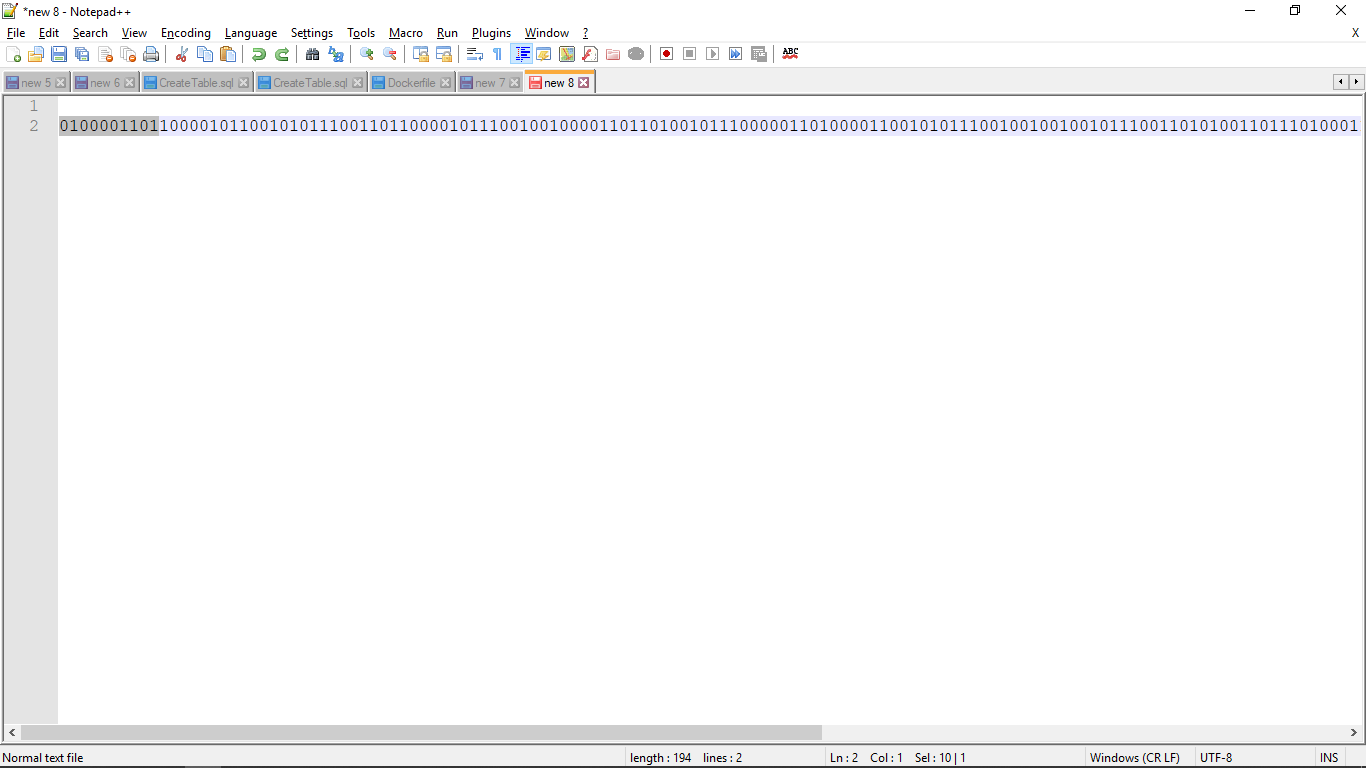 *new 8 - Notepad++
File Edit Search View Encoding Language Settings Tools Macro Run Plugins Window ? X
ABC
new 5 new 6 CreateTable.sql CreateTable.sql Dockerfile new 7 new 8
1
2 0100001101100001011001010111001101100001011100100100001101101001011100000110100001100101011100100100100101110011010100110111010001
Normal text file length : 194 lines : 2 Ln : 2 Col : 1 Sel : 10 | 1 Windows (CR LF) UTF-8 INS